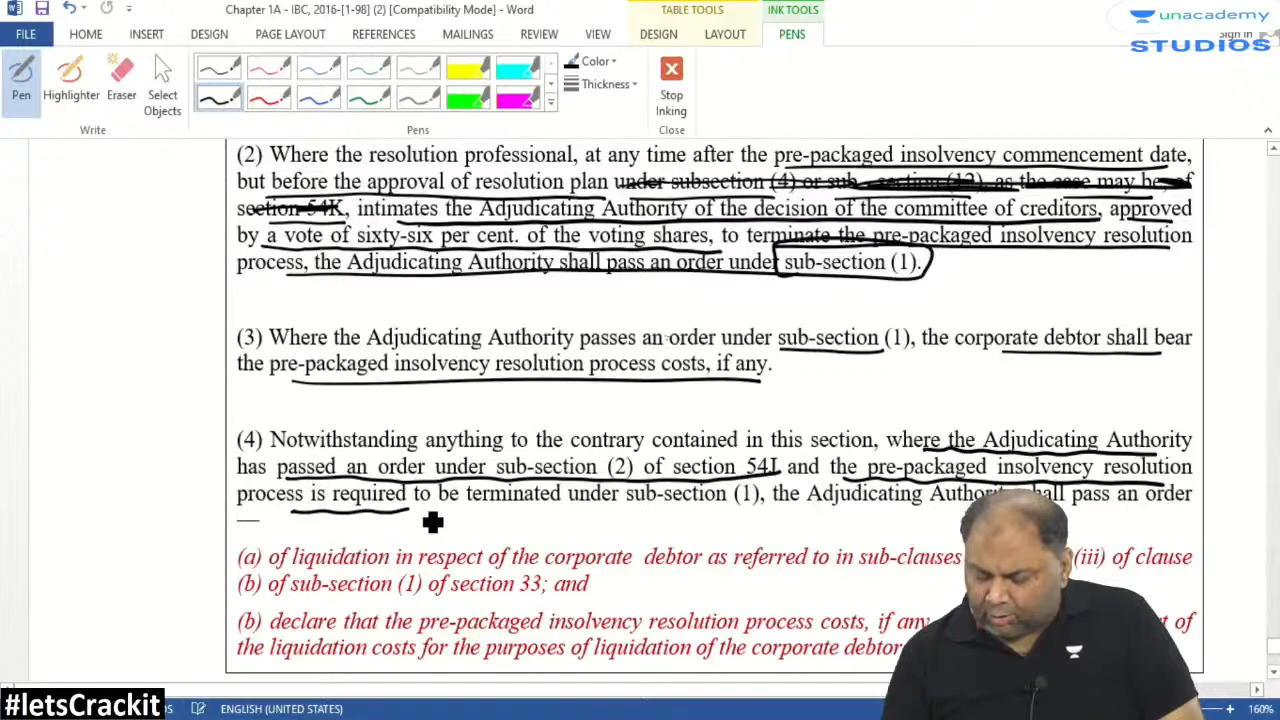 Chapter 1A - IBC, 2016-[1-98] (2) [Compatibility Mode] - Word
TABLE TOOLS
INK TOOLS
unacademy
STUDIOS
Sign in
FILE
HOME
INSERT
DESIGN
PAGE LAYOUT
REFERENCES
MAILINGS
REVIEW
VIEW
DESIGN
LAYOUT
PENS
Pen
Highlighter
Eraser
Select
Objects
Color
Thickness
Stop
Inking
Write
Pens
Close
(2) Where the resolution professional, at any time after the pre-packaged insolvency commencement date,
but before the approval of resolution plan under subsection (4) or sub-section (12), as the case may be, of
section 54K, intimates the Adjudicating Authority of the decision of the committee of creditors, approved
by a vote of sixty-six per cent. of the voting shares, to terminate the pre-packaged insolvency resolution
process, the Adjudicating Authority shall pass an order under sub-section (1).
(3) Where the Adjudicating Authority passes an order under sub-section (1), the corporate debtor shall bear
the pre-packaged insolvency resolution process costs, if any.
(4) Notwithstanding anything to the contrary contained in this section, where the Adjudicating Authority
has passed an order under sub-section (2) of section 54J and the pre-packaged insolvency resolution
process is required to be terminated under sub-section (1), the Adjudicating Authority shall pass an order
—
(a) of liquidation in respect of the corporate debtor as referred to in sub-clauses (iii) of clause
(b) of sub-section (1) of section 33; and
(b) declare that the pre-packaged insolvency resolution process costs, if any of
the liquidation costs for the purposes of liquidation of the corporate debtor
#letsCrackit
ENGLISH (UNITED STATES)
160%